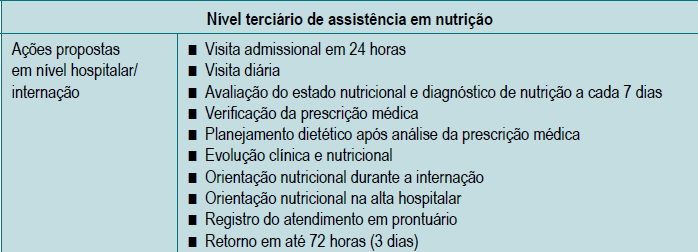 Nível terciário de assistência em nutrição
Ações propostas
em nível hospitalar/
internação
■ Visita admissional em 24 horas
■ Visita diária
■ Avaliação do estado nutricional e diagnóstico de nutrição a cada 7 dias
■ Verificação da prescrição médica
■ Planejamento dietético após análise da prescrição médica
■ Evolução clínica e nutricional
■ Orientação nutricional durante a internação
■ Orientação nutricional na alta hospitalar
■ Registro do atendimento em prontuário
■ Retorno em até 72 horas (3 dias)